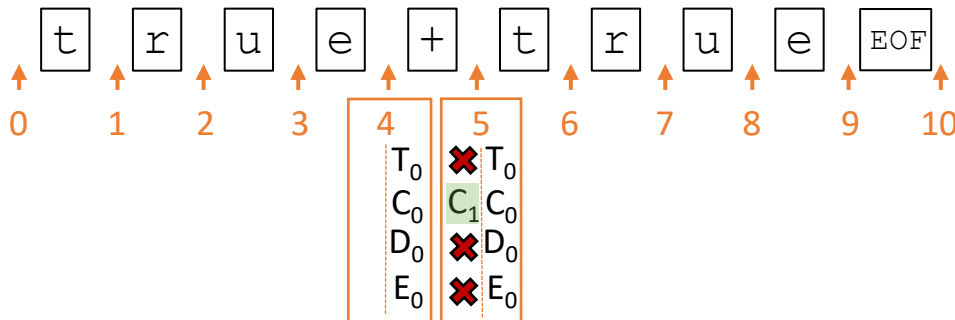 t r u e + t r u e EOF
0 1 2 3 4 5 6 7 8 9 10
T₀ T₀
C₀ C₁ C₀
D₀ D₀
E₀ E₀